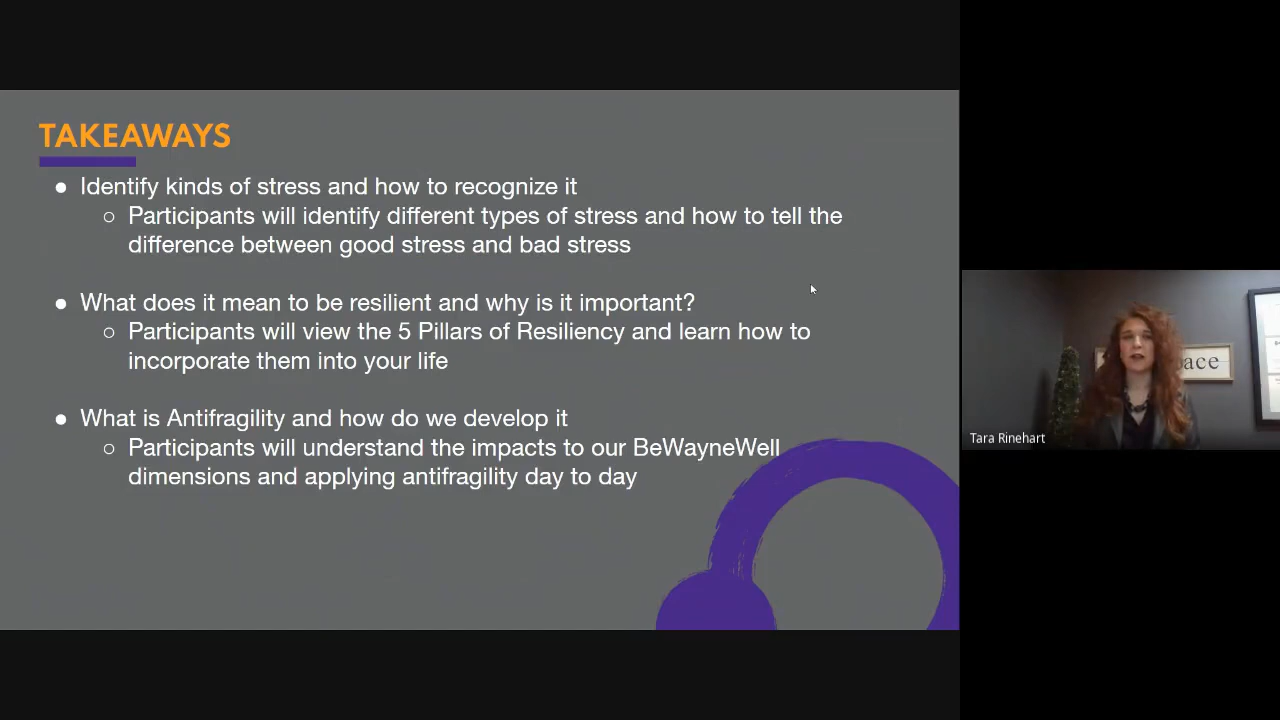 TAKEAWAYS
● Identify kinds of stress and how to recognize it
○ Participants will identify different types of stress and how to tell the
difference between good stress and bad stress
● What does it mean to be resilient and why is it important?
○ Participants will view the 5 Pillars of Resiliency and learn how to
incorporate them into your life
● What is Antifragility and how do we develop it
○ Participants will understand the impacts to our BeWayneWell
dimensions and applying antifragility day to day
ace
Tara Rinehart